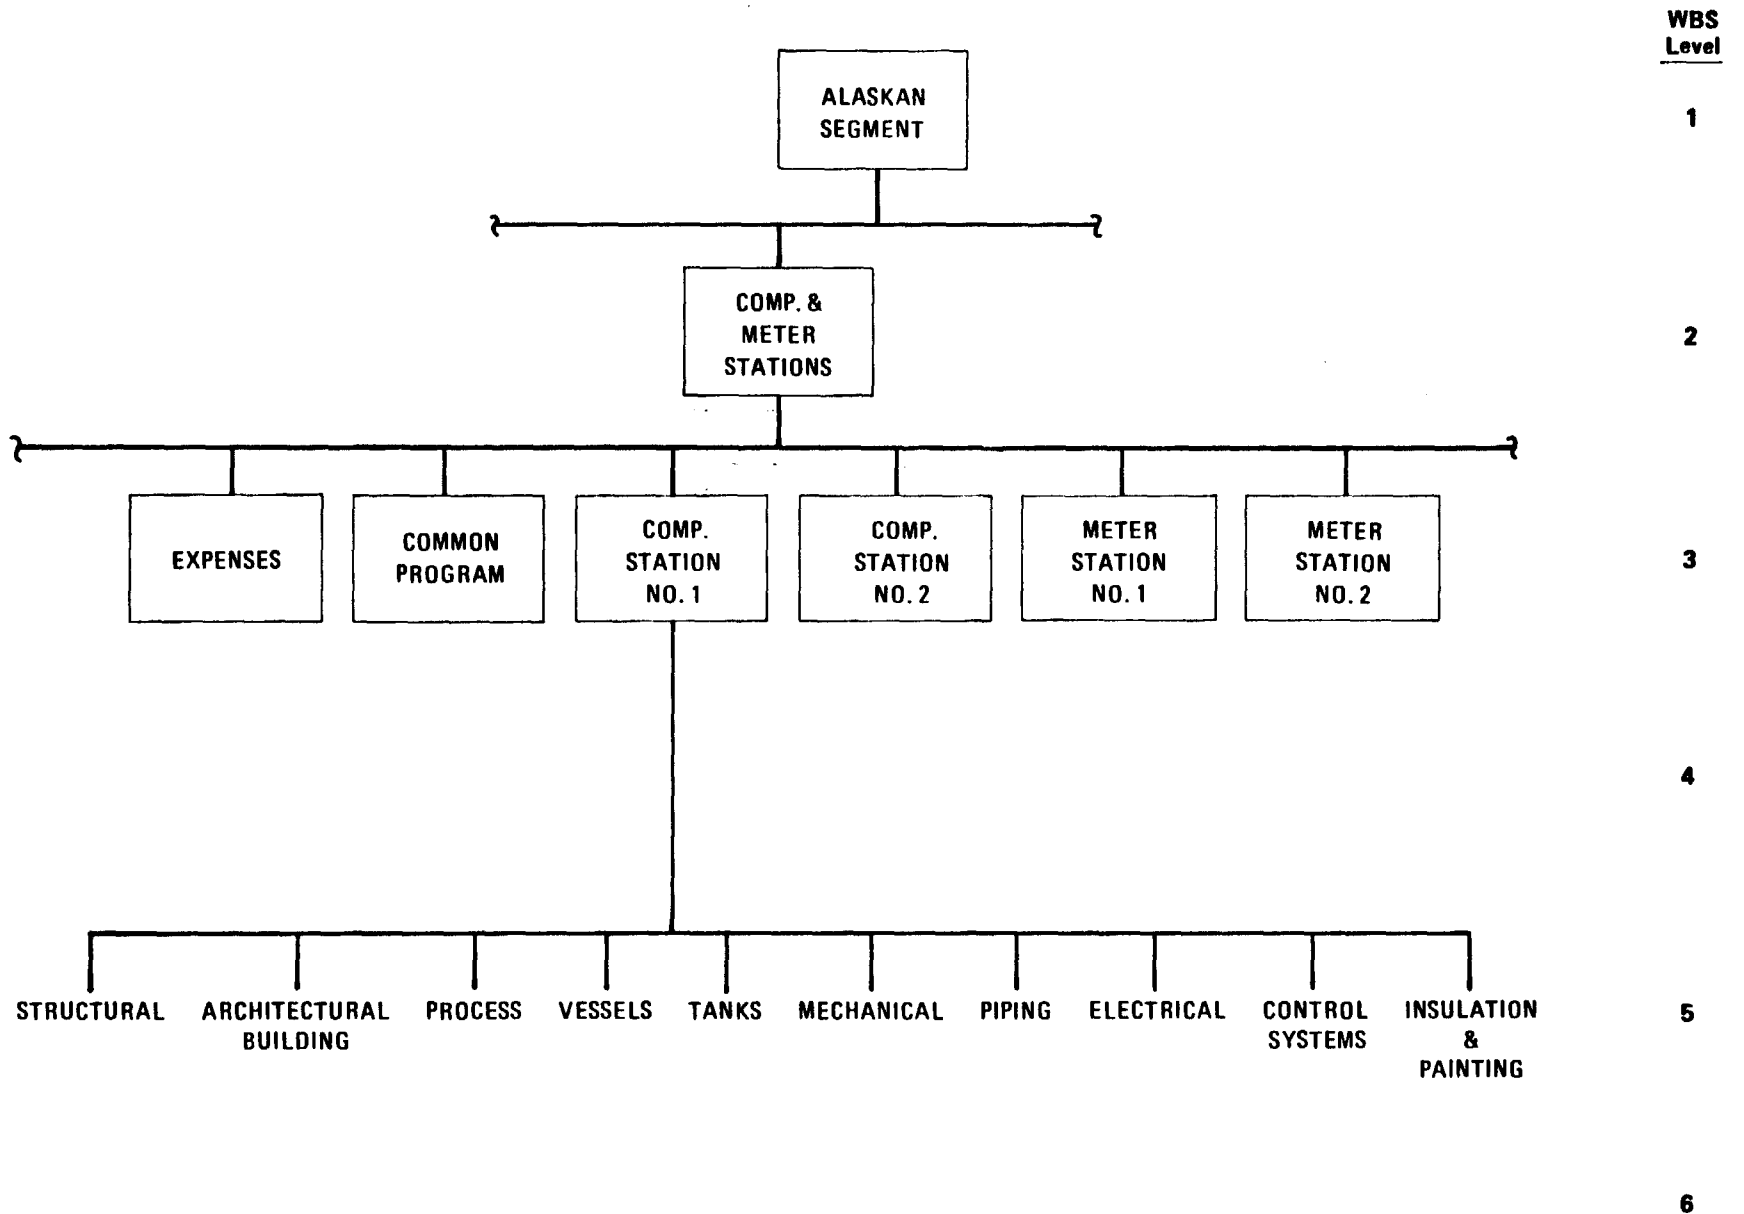 WBS
Level
ALASKAN
SEGMENT
1
COMP. &
METER
STATIONS
2
EXPENSES
COMMON
PROGRAM
COMP.
STATION
NO. 1
COMP.
STATION
NO. 2
METER
STATION
NO. 1
METER
STATION
NO. 2
3
4
STRUCTURAL
ARCHITECTURAL
BUILDING
PROCESS
VESSELS
TANKS
MECHANICAL
PIPING
ELECTRICAL
CONTROL
SYSTEMS
INSULATION
&
PAINTING
5
6